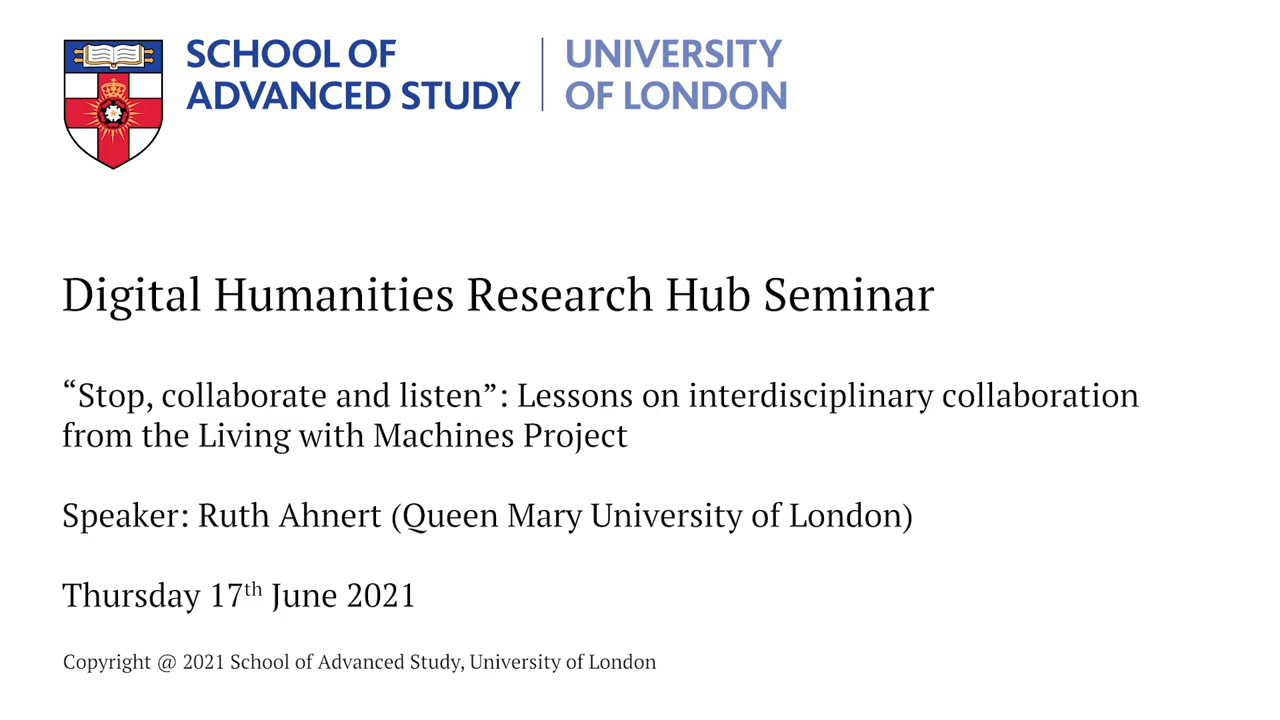 SCHOOL OF
ADVANCED STUDY
UNIVERSITY
OF LONDON
Digital Humanities Research Hub Seminar
“Stop, collaborate and listen”: Lessons on interdisciplinary collaboration
from the Living with Machines Project
Speaker: Ruth Ahnert (Queen Mary University of London)
Thursday 17th June 2021
Copyright @ 2021 School of Advanced Study, University of London